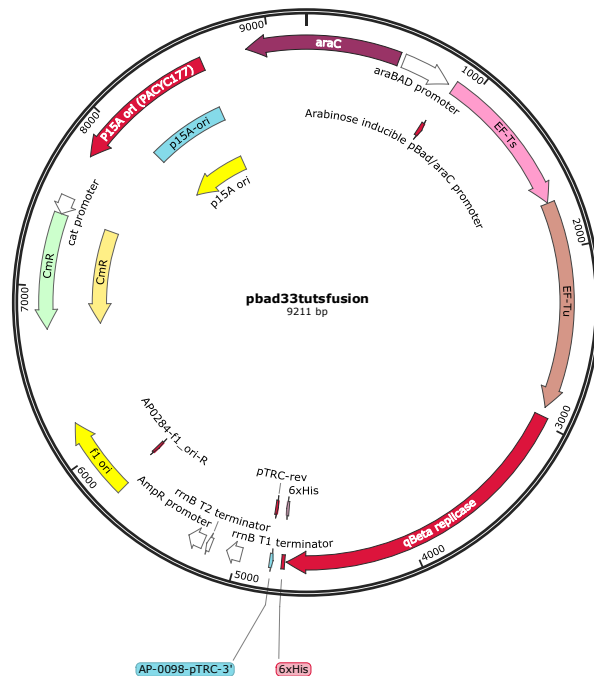 9000
araC
araBAD promoter
1000
EF-Ts
P15A ori (PACYC177)
8000
p15A-ori
Arabinose inducible pBad/araC promoter
p15A ori
cat promoter
2000
CmR
CmR
7000
pbad33tutsfusion
9211 bp
EF-Tu
3000
AP0284-f1_ori-R
f1 ori
6000
AmpR promoter
rrnB T2 terminator
pTRC-rev
6xHis
rrnB T1 terminator
qBeta replicase
4000
5000
AP-0098-pTRC-3'
6xHis